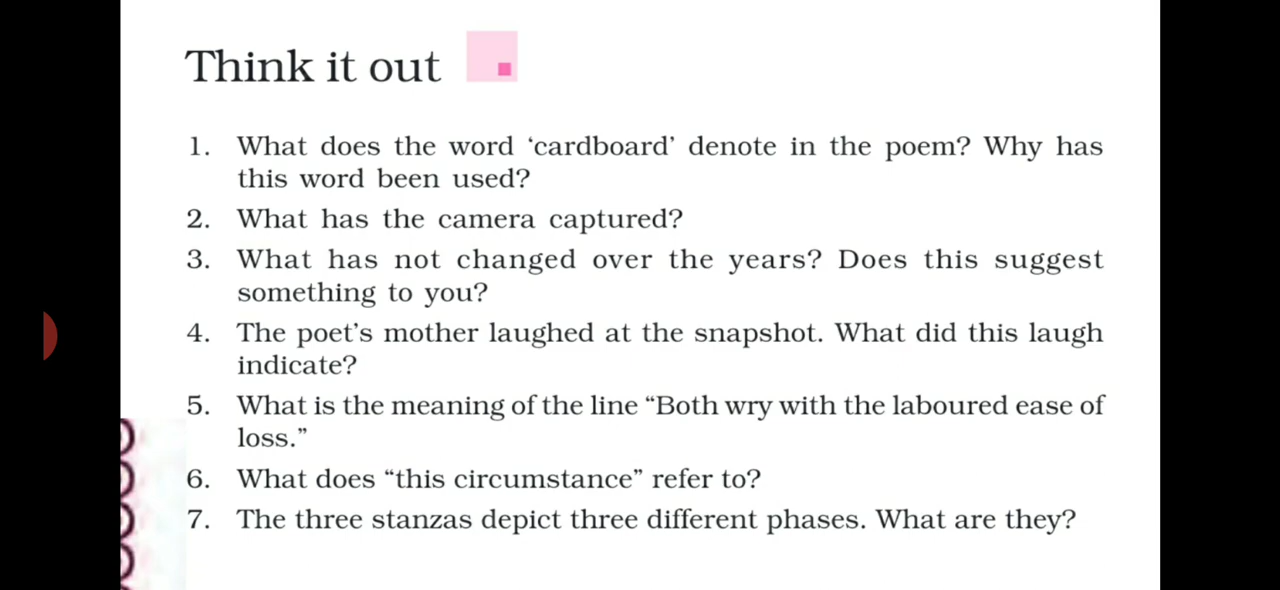 Think it out
1. What does the word ‘cardboard’ denote in the poem? Why has
this word been used?
2. What has the camera captured?
3. What has not changed over the years? Does this suggest
something to you?
4. The poet’s mother laughed at the snapshot. What did this laugh
indicate?
5. What is the meaning of the line “Both wry with the laboured ease of
loss.”
6. What does “this circumstance” refer to?
7. The three stanzas depict three different phases. What are they?